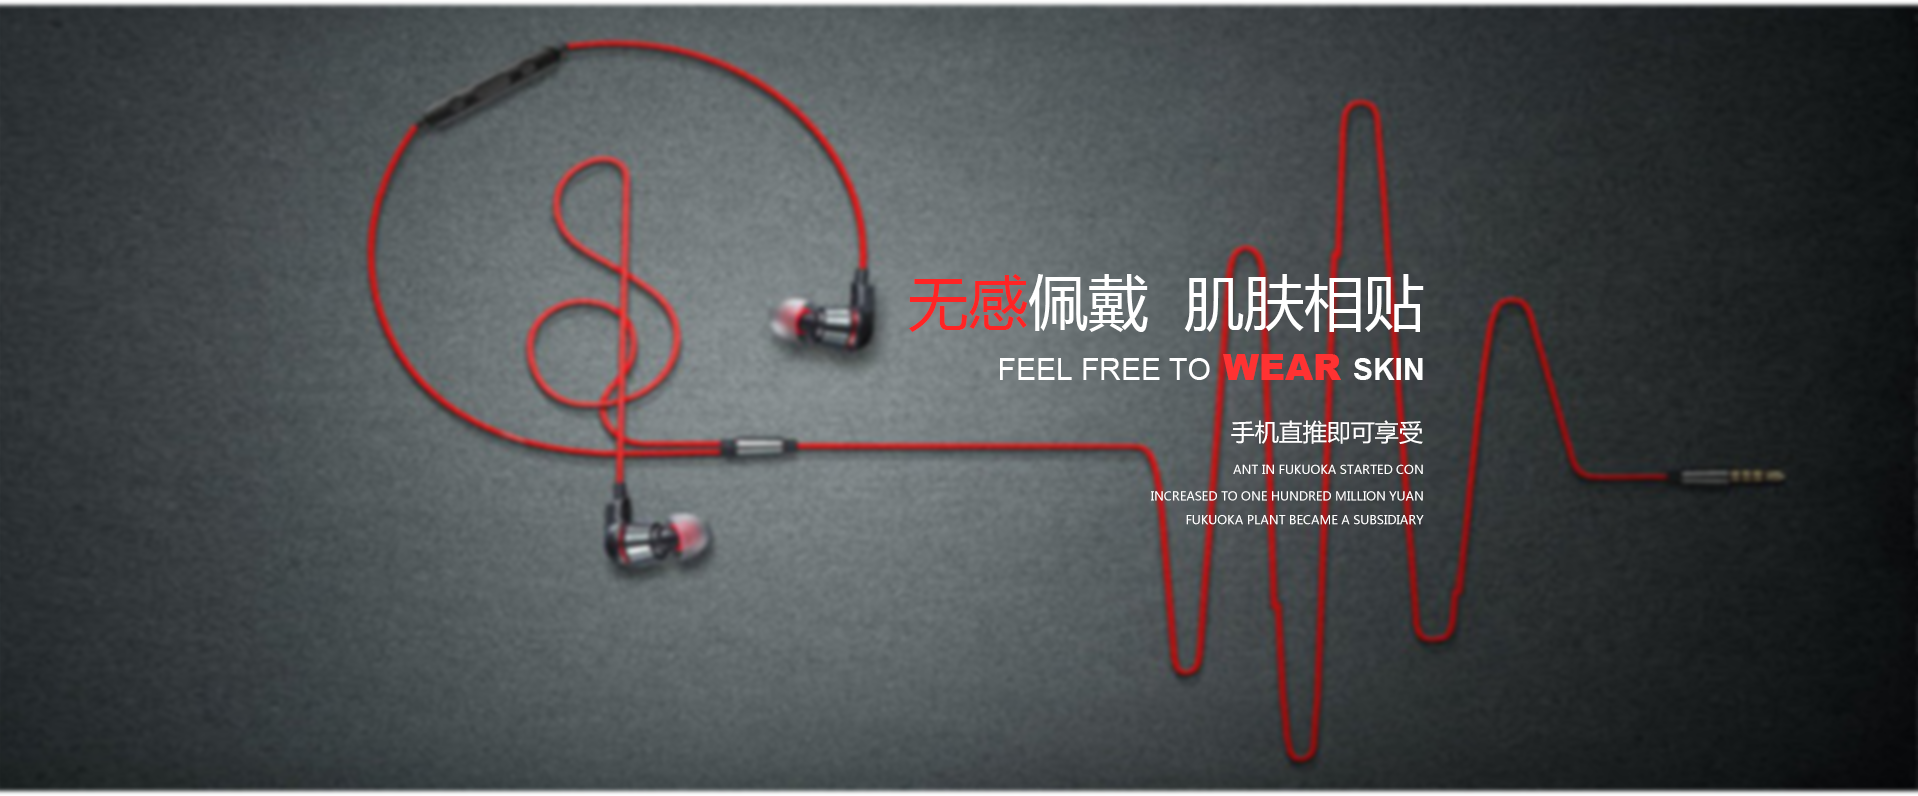 无感佩戴 肌肤相贴
FEEL FREE TO WEAR SKIN
手机直推即可享受
ANT IN FUKUOKA STARTED CON
INCREASED TO ONE HUNDRED MILLION YUAN
FUKUOKA PLANT BECAME A SUBSIDIARY